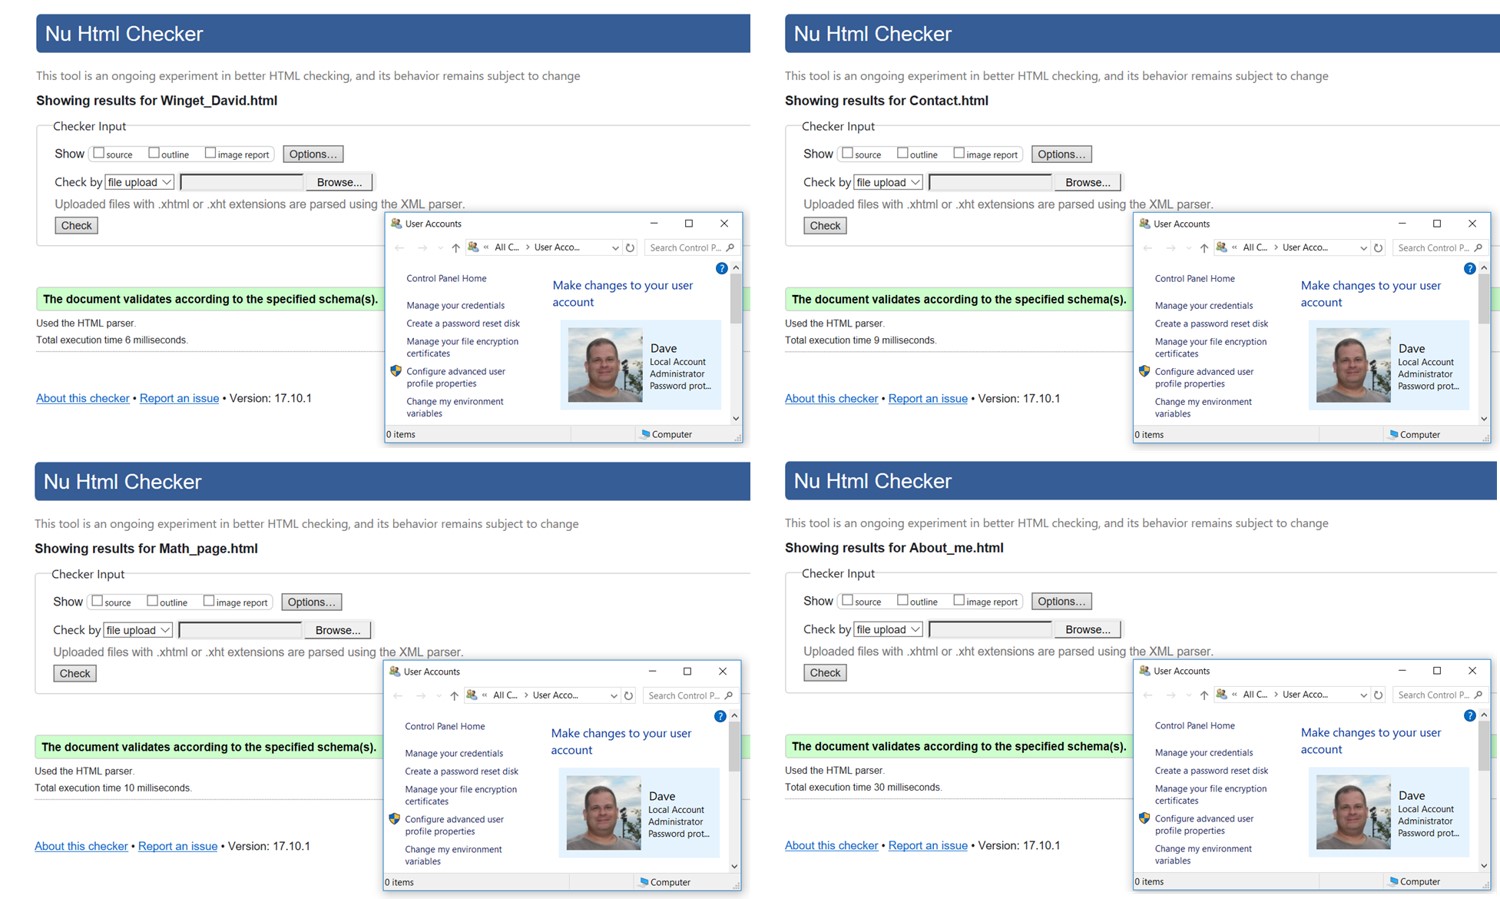 Nu Html Checker
This tool is an ongoing experiment in better HTML checking, and its behavior remains subject to change
Showing results for Winget_David.html
Checker Input
Show source outline image report Options...
Check by file upload Browse...
Uploaded files with .xhtml or .xht extensions are parsed using the XML parser.
Check
The document validates according to the specified schema(s).
Used the HTML parser.
Total execution time 6 milliseconds.
About this checker • Report an issue • Version: 17.10.1
User Accounts
« All C... > User Acco... Search Control P...
Control Panel Home
Manage your credentials
Create a password reset disk
Manage your file encryption
certificates
Configure advanced user
profile properties
Change my environment
variables
Make changes to your user
account
Dave
Local Account
Administrator
Password prot...
0 items Computer
Nu Html Checker
This tool is an ongoing experiment in better HTML checking, and its behavior remains subject to change
Showing results for Contact.html
Checker Input
Show source outline image report Options...
Check by file upload Browse...
Uploaded files with .xhtml or .xht extensions are parsed using the XML parser.
Check
The document validates according to the specified schema(s).
Used the HTML parser.
Total execution time 9 milliseconds.
About this checker • Report an issue • Version: 17.10.1
User Accounts
« All C... > User Acco... Search Control P...
Control Panel Home
Manage your credentials
Create a password reset disk
Manage your file encryption
certificates
Configure advanced user
profile properties
Change my environment
variables
Make changes to your user
account
Dave
Local Account
Administrator
Password prot...
0 items Computer
Nu Html Checker
This tool is an ongoing experiment in better HTML checking, and its behavior remains subject to change
Showing results for Math_page.html
Checker Input
Show source outline image report Options...
Check by file upload Browse...
Uploaded files with .xhtml or .xht extensions are parsed using the XML parser.
Check
The document validates according to the specified schema(s).
Used the HTML parser.
Total execution time 10 milliseconds.
About this checker • Report an issue • Version: 17.10.1
User Accounts
« All C... > User Acco... Search Control P...
Control Panel Home
Manage your credentials
Create a password reset disk
Manage your file encryption
certificates
Configure advanced user
profile properties
Change my environment
variables
Make changes to your user
account
Dave
Local Account
Administrator
Password prot...
0 items Computer
Nu Html Checker
This tool is an ongoing experiment in better HTML checking, and its behavior remains subject to change
Showing results for About_me.html
Checker Input
Show source outline image report Options...
Check by file upload Browse...
Uploaded files with .xhtml or .xht extensions are parsed using the XML parser.
Check
The document validates according to the specified schema(s).
Used the HTML parser.
Total execution time 30 milliseconds.
About this checker • Report an issue • Version: 17.10.1
User Accounts
« All C... > User Acco... Search Control P...
Control Panel Home
Manage your credentials
Create a password reset disk
Manage your file encryption
certificates
Configure advanced user
profile properties
Change my environment
variables
Make changes to your user
account
Dave
Local Account
Administrator
Password prot...
0 items Computer